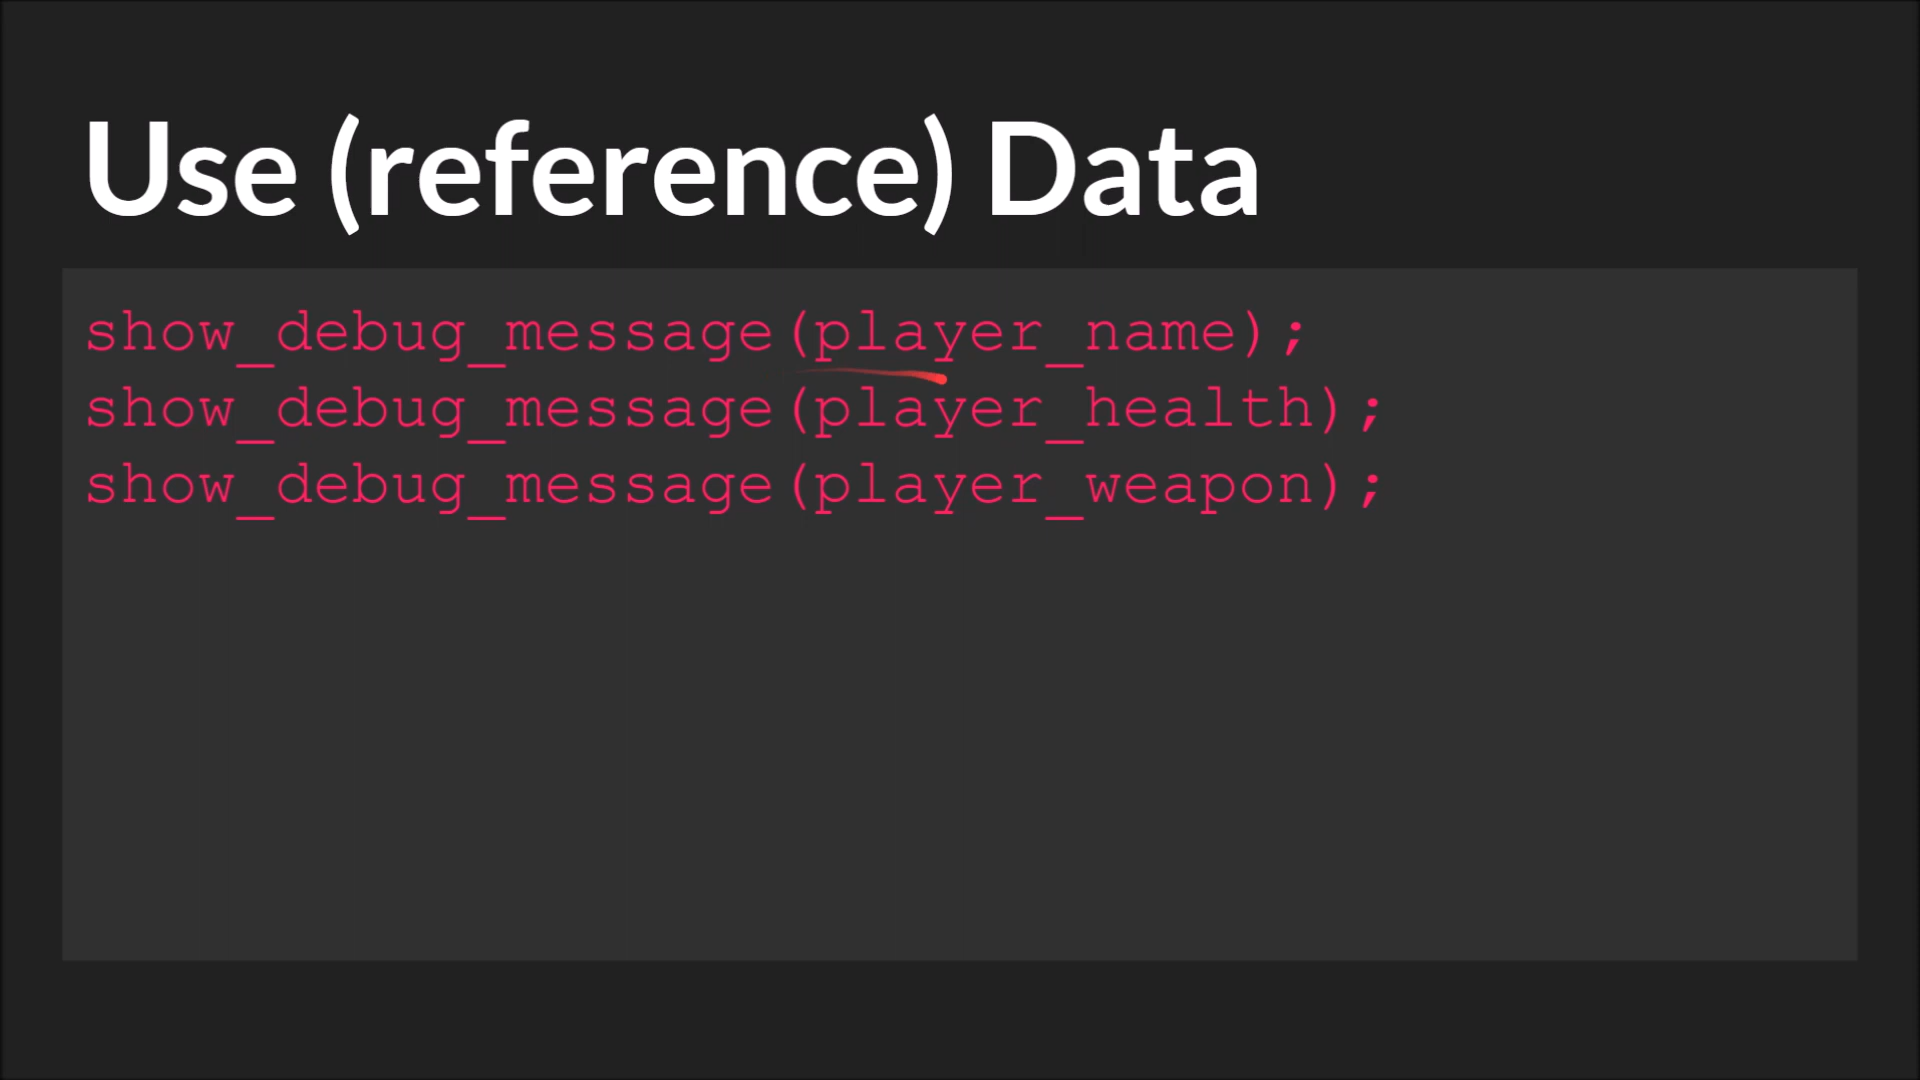 Use (reference) Data
show_debug_message(player_name);
show_debug_message(player_health);
show_debug_message(player_weapon);